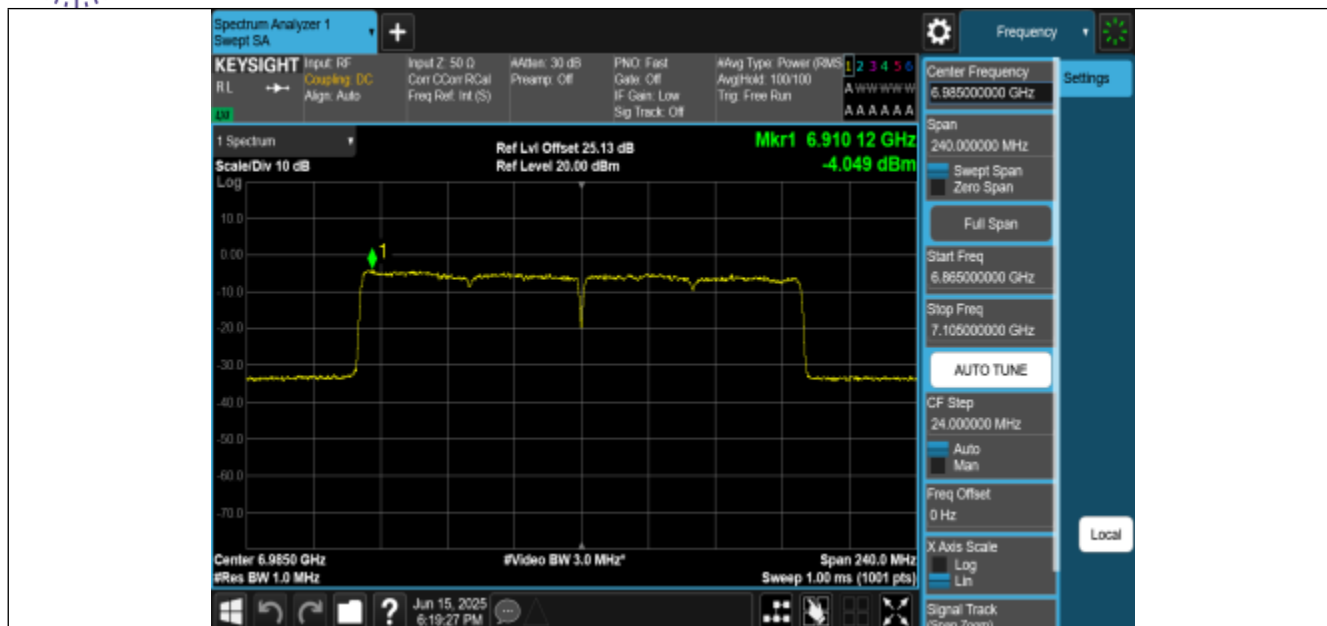 Spectrum Analyzer 1
Swept SA
+
Frequency
KEYSIGHT
RL
Input: RF
Coupling: DC
Align: Auto
Input Z: 50 Ω
Corr CCorr RCal
Freq Ref: Int (S)
#Atten: 30 dB
Preamp: Off
PNO: Fast
Gate: Off
IF Gain: Low
Sig Track: Off
#Avg Type: Power (RMS
Avg|Hold: 100/100
Trig: Free Run
1 2 3 4 5 6
A W W W W W
A A A A A A
1 Spectrum
Scale/Div 10 dB
Ref Lvl Offset 25.13 dB
Ref Level 20.00 dBm
Mkr1 6.910 12 GHz
-4.049 dBm
Log
10.0
0.00
-10.0
-20.0
-30.0
-40.0
-50.0
-60.0
-70.0
1
Center 6.9850 GHz
#Res BW 1.0 MHz
#Video BW 3.0 MHz*
Span 240.0 MHz
Sweep 1.00 ms (1001 pts)
Center Frequency
6.985000000 GHz
Settings
Span
240.000000 MHz
Swept Span
Zero Span
Full Span
Start Freq
6.865000000 GHz
Stop Freq
7.105000000 GHz
AUTO TUNE
CF Step
24.000000 MHz
Auto
Man
Freq Offset
0 Hz
X Axis Scale
Log
Lin
Local
Signal Track
(Span Zoom)
?
Jun 15, 2025
6:19:27 PM